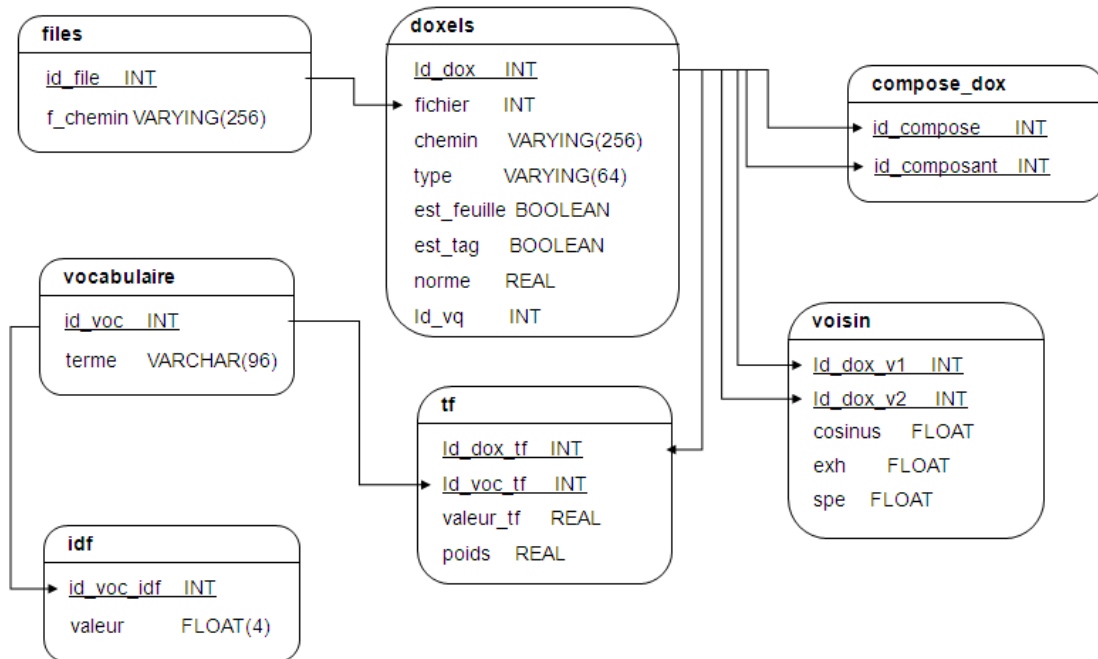 files
id_file INT
f_chemin VARYING(256)
doxels
Id_dox INT
fichier INT
chemin VARYING(256)
type VARYING(64)
est_feuille BOOLEAN
est_tag BOOLEAN
norme REAL
Id_vq INT
compose_dox
id_compose INT
id_composant INT
vocabulaire
id_voc INT
terme VARCHAR(96)
voisin
Id_dox_v1 INT
Id_dox_v2 INT
cosinus FLOAT
exh FLOAT
spe FLOAT
tf
Id_dox_tf INT
Id_voc_tf INT
valeur_tf REAL
poids REAL
idf
id_voc_idf INT
valeur FLOAT(4)